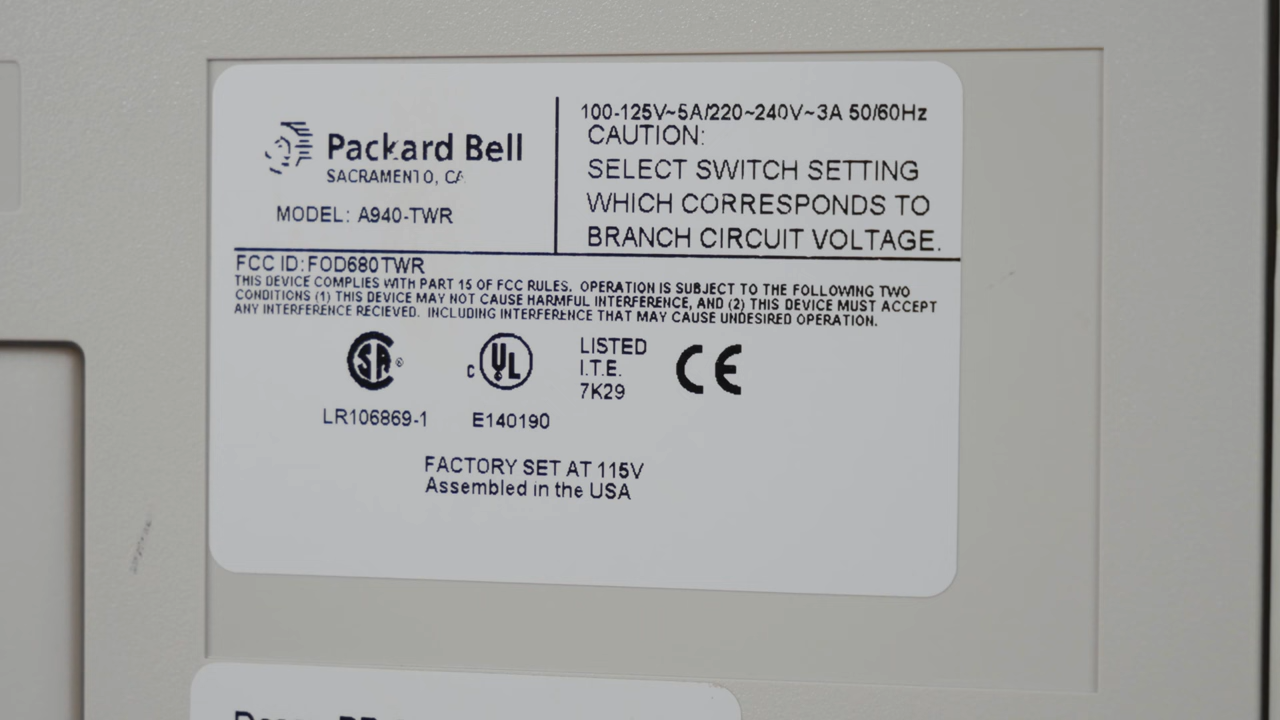 Packard Bell
SACRAMENTO, CA
MODEL: A940-TWR
100-125V~5A/220~240V~3A 50/60Hz
CAUTION:
SELECT SWITCH SETTING
WHICH CORRESPONDS TO
BRANCH CIRCUIT VOLTAGE.
FCC ID: FOD680TWR
THIS DEVICE COMPLIES WITH PART 15 OF FCC RULES. OPERATION IS SUBJECT TO THE FOLLOWING TWO
CONDITIONS (1) THIS DEVICE MAY NOT CAUSE HARMFUL INTERFERENCE, AND (2) THIS DEVICE MUST ACCEPT
ANY INTERFERENCE RECIEVED. INCLUDING INTERFERENCE THAT MAY CAUSE UNDESIRED OPERATION.
SA ®
C UL
LISTED
I.T.E.
7K29
CE
LR106869-1
E140190
FACTORY SET AT 115V
Assembled in the USA